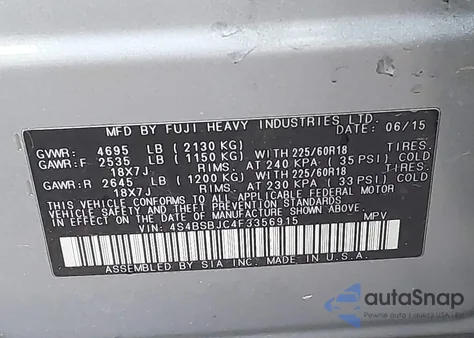 MFD BY FUJI HEAVY INDUSTRIES LTD.
DATE: 06/15
GVWR: 4695 LB (2130 KG) TIRES.
GAWR:F 2535 LB (1150 KG) WITH 225/60R18
18X7J RIMS. AT 240 KPA (35 PSI) COLD
GAWR:R 2645 LB (1200 KG) WITH 225/60R18 TIRES.
18X7J RIMS. AT 230 KPA (33 PSI) COLD
THIS VEHICLE CONFORMS TO ALL APPLICABLE FEDERAL MOTOR
VEHICLE SAFETY AND THEFT PREVENTION STANDARDS
IN EFFECT ON THE DATE OF MANUFACTURE SHOWN ABOVE.
VIN: 4S4BSBJC4F3356915 MPV
ASSEMBLED BY SIA INC. MADE IN U.S.A.
autoSnap